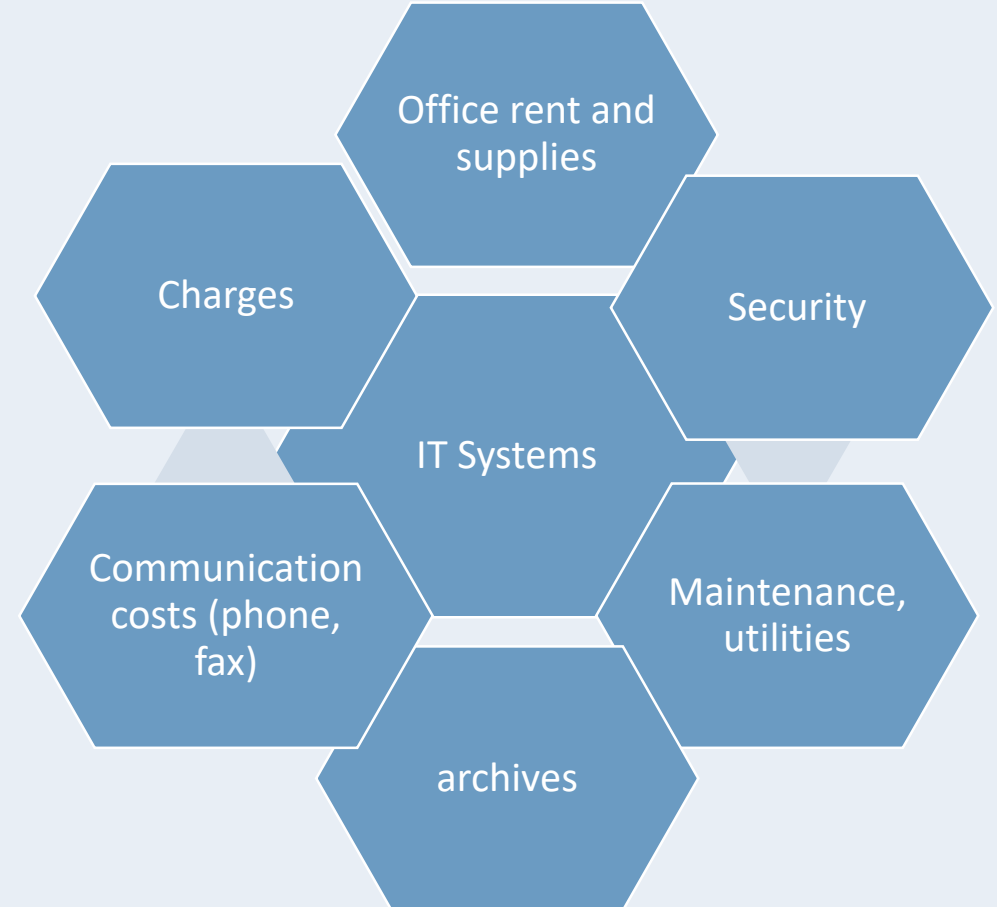 Office rent and
supplies
Charges
Security
IT Systems
Communication
costs (phone,
fax)
Maintenance,
utilities
archives